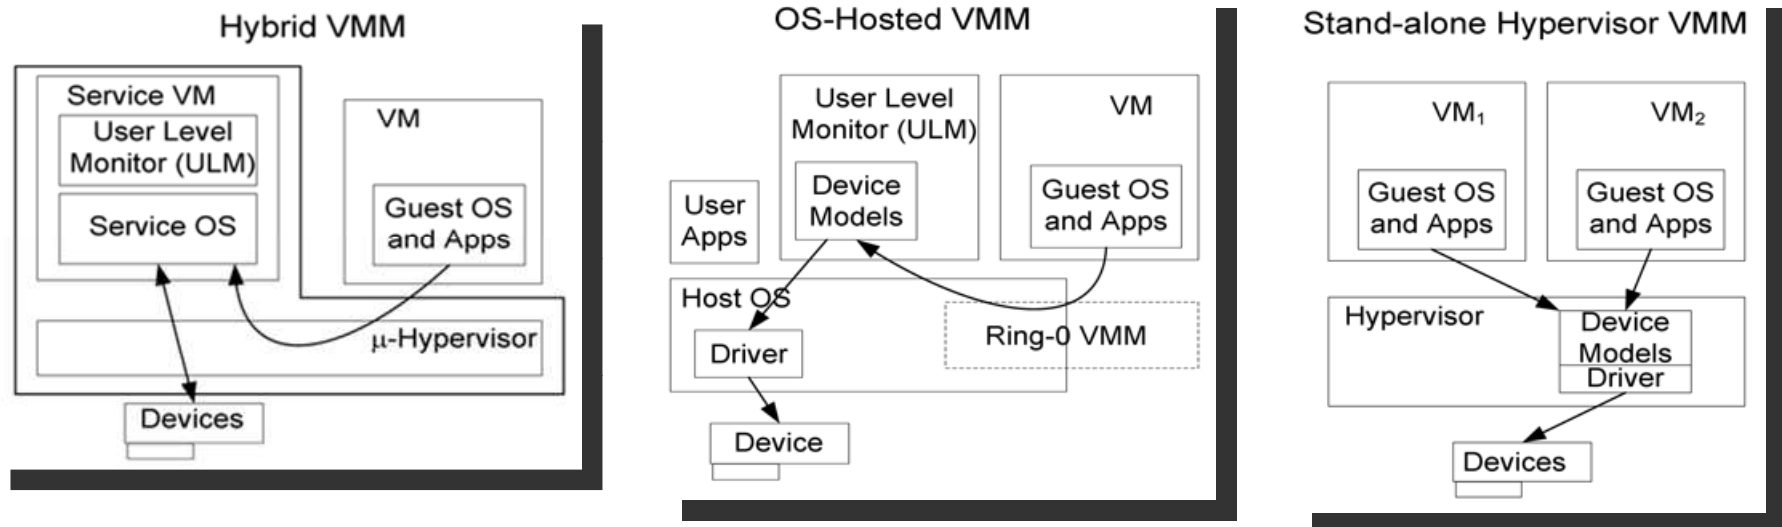 Hybrid VMM
Service VM
User Level
Monitor (ULM)
Service OS
VM
Guest OS
and Apps
μ-Hypervisor
Devices
OS-Hosted VMM
User Level
Monitor (ULM)
Device
Models
VM
Guest OS
and Apps
User
Apps
Host OS
Driver
Ring-0 VMM
Device
Stand-alone Hypervisor VMM
VM₁
Guest OS
and Apps
VM₂
Guest OS
and Apps
Hypervisor
Device
Models
Driver
Devices